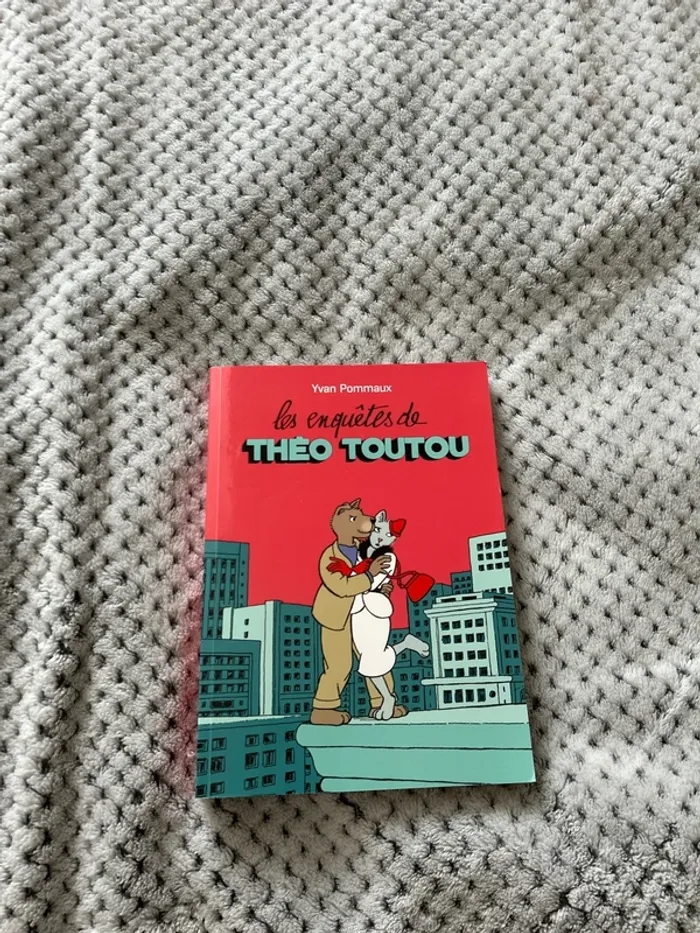 Yvan Pommaux
les enquêtes de
THÉO TOUTOU